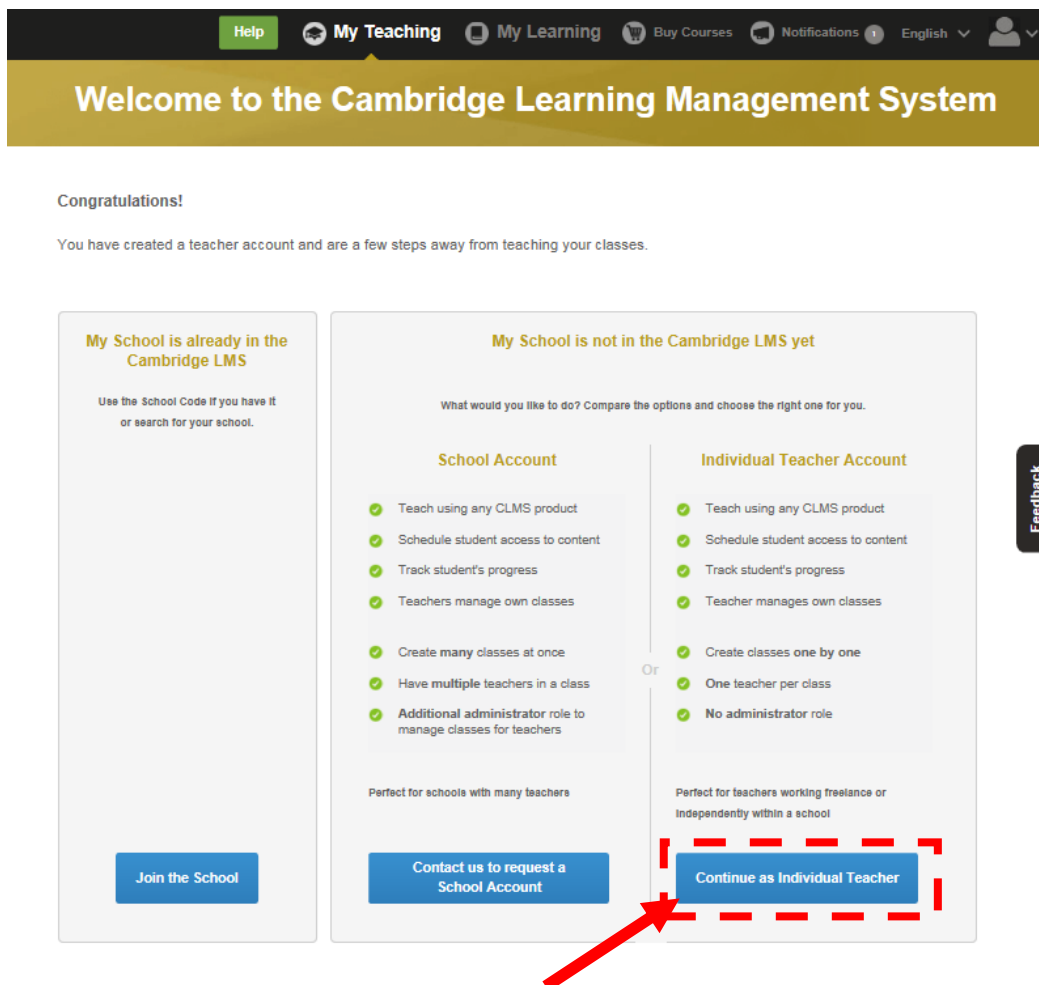 Help My Teaching My Learning Buy Courses Notifications 1 English
Welcome to the Cambridge Learning Management System
Congratulations!
You have created a teacher account and are a few steps away from teaching your classes.
My School is already in the
Cambridge LMS
Use the School Code if you have it
or search for your school.
Join the School
My School is not in the Cambridge LMS yet
What would you like to do? Compare the options and choose the right one for you.
School Account
Teach using any CLMS product
Schedule student access to content
Track student's progress
Teachers manage own classes
Create many classes at once
Have multiple teachers in a class
Additional administrator role to
manage classes for teachers
Perfect for schools with many teachers
Contact us to request a
School Account
Or
Individual Teacher Account
Teach using any CLMS product
Schedule student access to content
Track student's progress
Teacher manages own classes
Create classes one by one
One teacher per class
No administrator role
Perfect for teachers working freelance or
independently within a school
Continue as Individual Teacher
Feedback